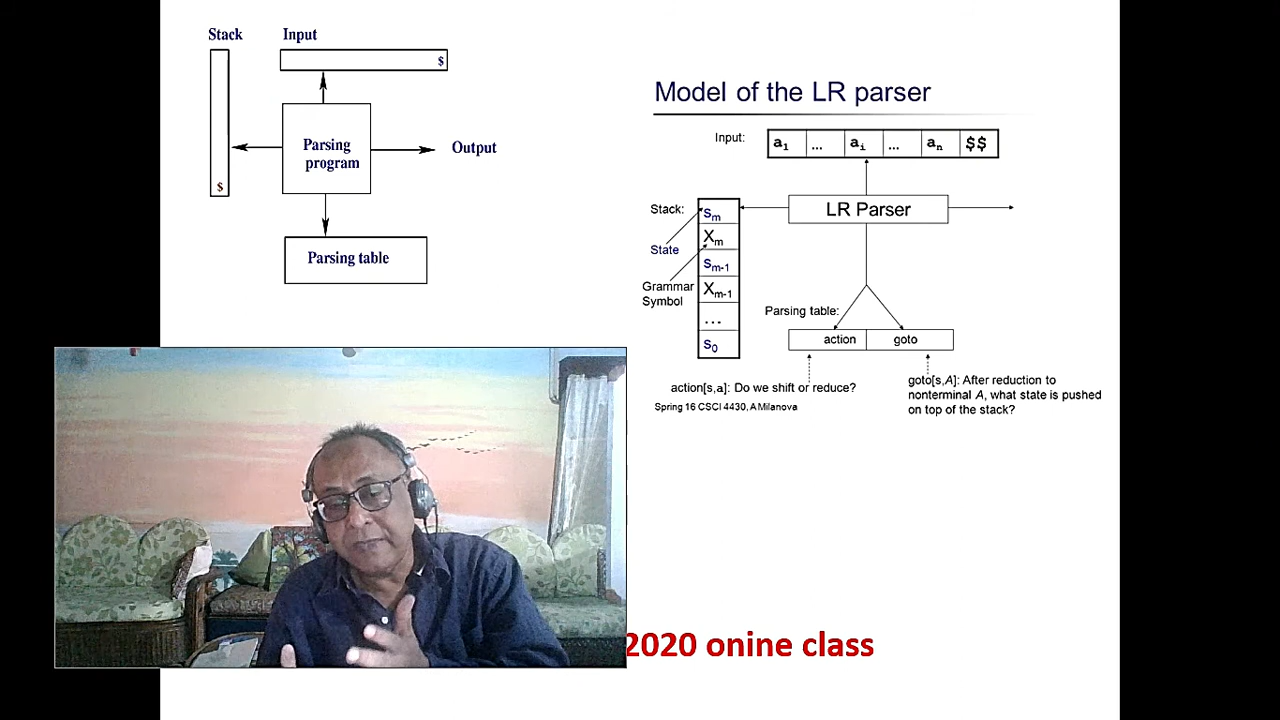 Stack
Input
$
Parsing
program
Output
$
Parsing table
Model of the LR parser
Input:
a1 ... ai ... an $$
LR Parser
Stack:
sm
Xm
State
sm-1
Grammar
Symbol
Xm-1
...
s0
Parsing table:
action goto
action[s,a]: Do we shift or reduce?
goto[s,A]: After reduction to
nonterminal A, what state is pushed
on top of the stack?
Spring 16 CSCI 4430, A Milanova
2020 onine class